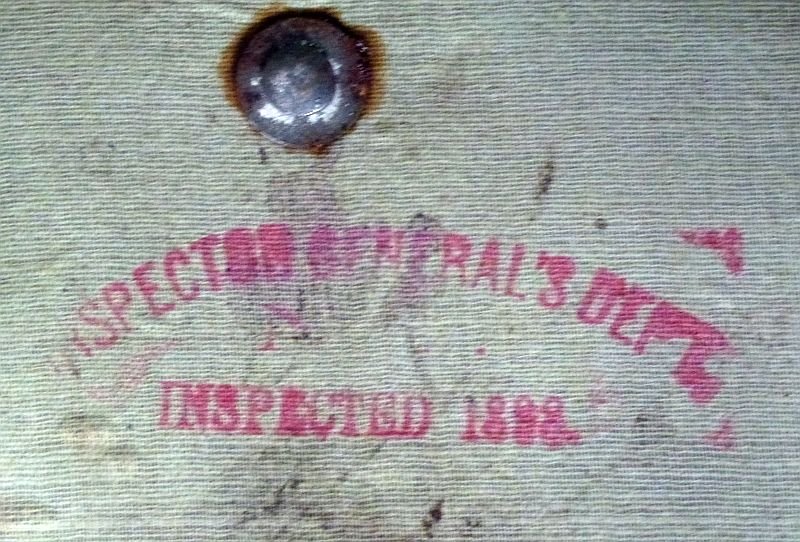 INSPECTOR GENERAL'S DEPT.
INSPECTED 1898.